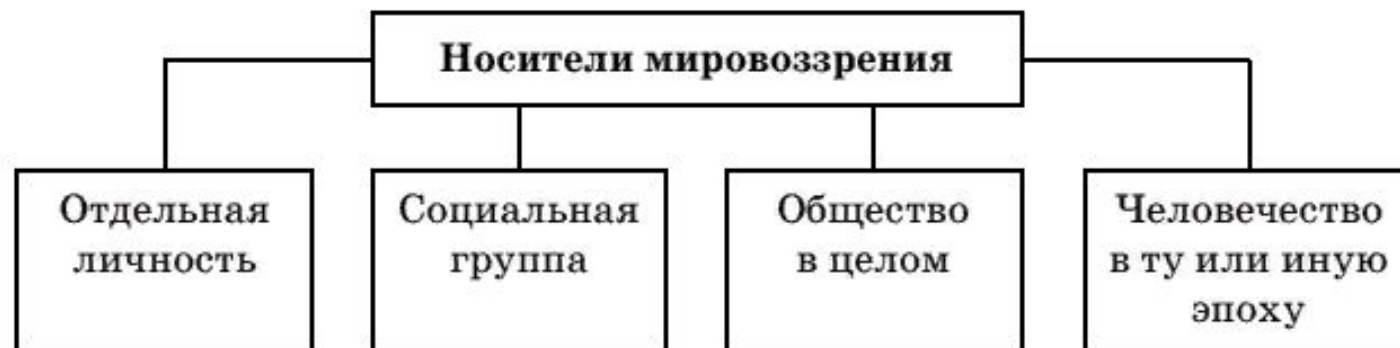 Носители мировоззрения
Отдельная
личность
Социальная
группа
Общество
в целом
Человечество
в ту или иную
эпоху